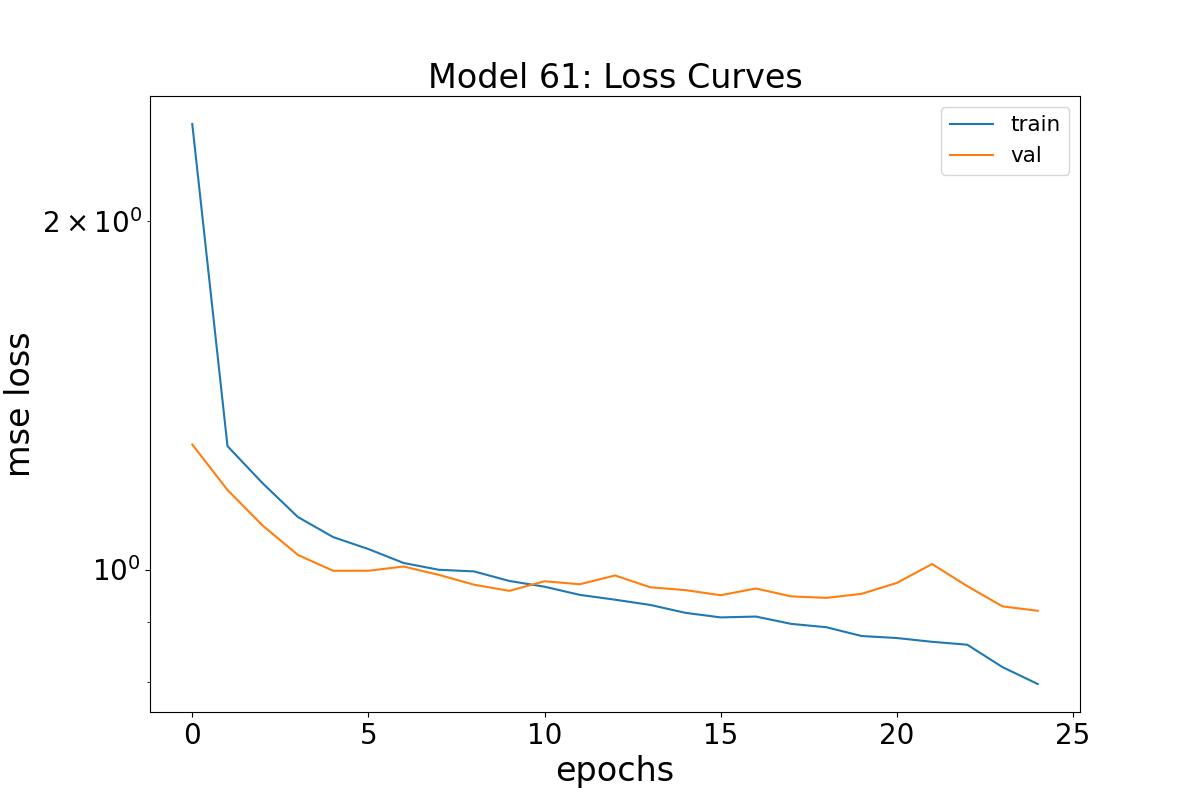 Model 61: Loss Curves
train
val
2 × 10⁰
10⁰
mse loss
0 5 10 15 20 25
epochs